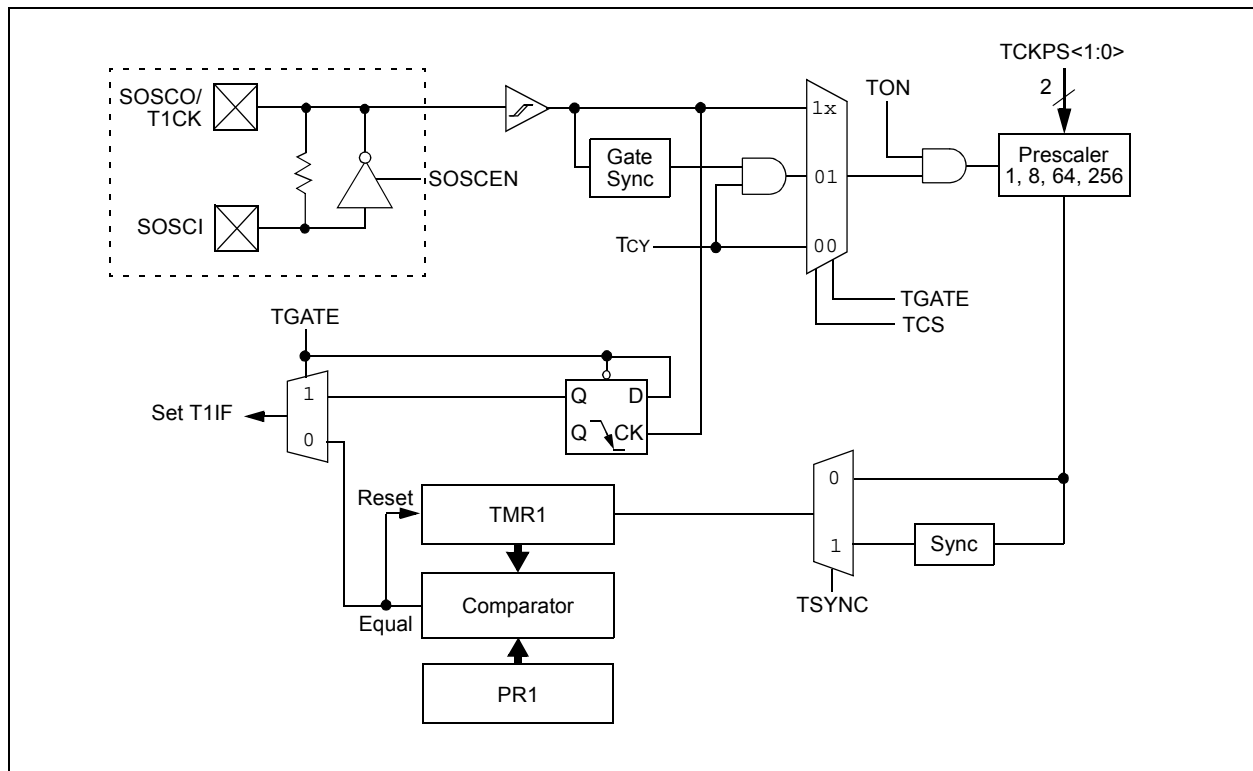 TCKPS<1:0>
2
SOSCO/
T1CK
TON
1x
Gate
Sync
Prescaler
1, 8, 64, 256
01
SOSCEN
SOSCI
TCY
00
TGATE
TCS
TGATE
1
Q
D
Set T1IF
0
Q
CK
Reset
TMR1
0
1
Sync
Comparator
TSYNC
Equal
PR1